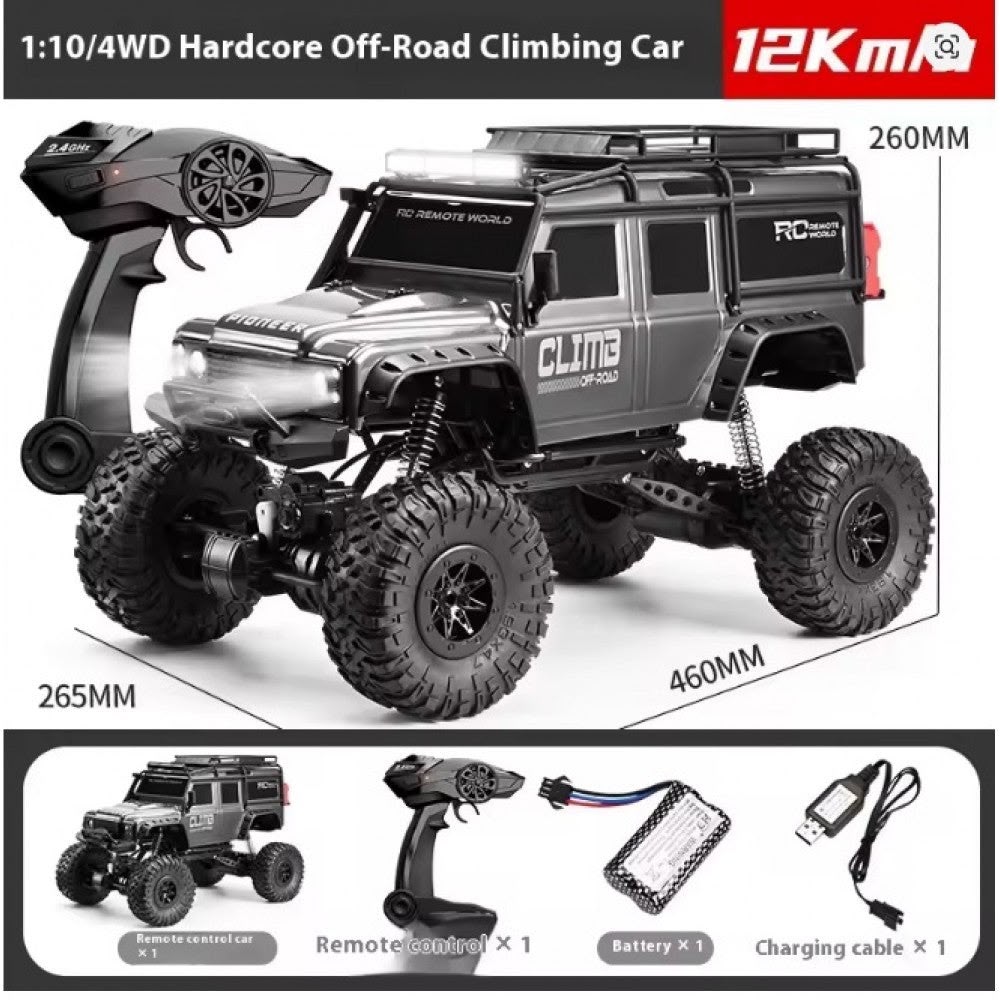 1:10/4WD Hardcore Off-Road Climbing Car
260MM
2.4GHz
RC REMOTE WORLD
RC REMOTE
WORLD
PIONEER
CLIMB
OFF-ROAD
265MM
460MM
Remote control car
× 1
Remote control × 1
Battery × 1
Charging cable × 1